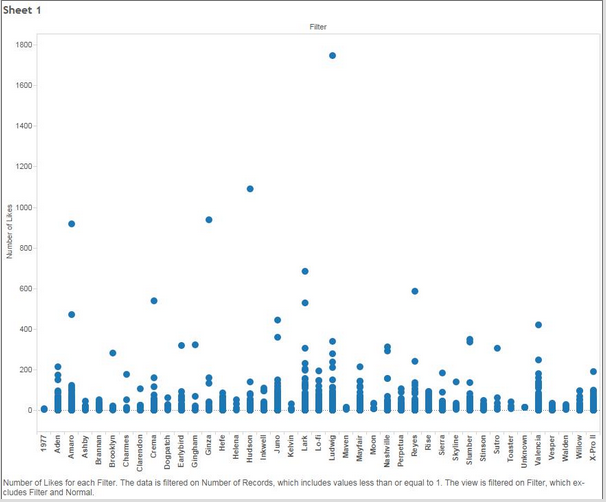 Sheet 1
Filter
Number of Likes
1800
1600
1400
1200
1000
800
600
400
200
0
1977
Aden
Amaro
Ashby
Brannan
Brooklyn
Charmes
Clarendon
Crema
Dogpatch
Earlybird
Gingham
Ginza
Hefe
Helena
Hudson
Inkwell
Juno
Kelvin
Lark
Lo-fi
Ludwig
Maven
Mayfair
Moon
Nashville
Perpetua
Reyes
Rise
Sierra
Skyline
Slumber
Stinson
Sutro
Toaster
Unknown
Valencia
Vesper
Walden
Willow
X-Pro II
Number of Likes for each Filter. The data is filtered on Number of Records, which includes values less than or equal to 1. The view is filtered on Filter, which ex-
cludes Filter and Normal.